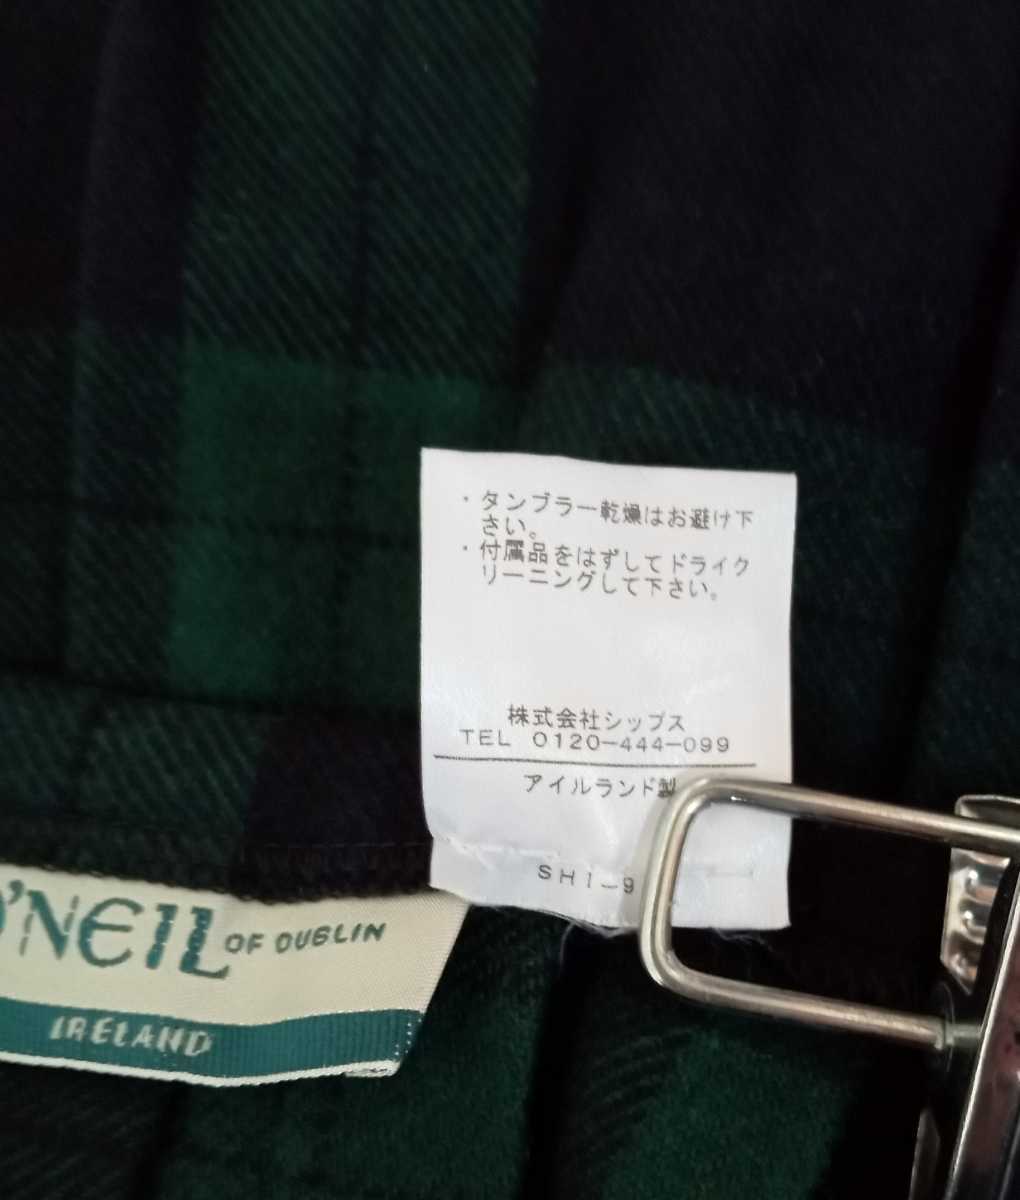 ・タンブラー乾燥はお避け下
さい。
・付属品をはずしてドライク
リーニングして下さい。
株式会社シップス
TEL 0120-444-099
アイルランド製
SHI-9
O'NEIL OF DUBLIN
IRELAND